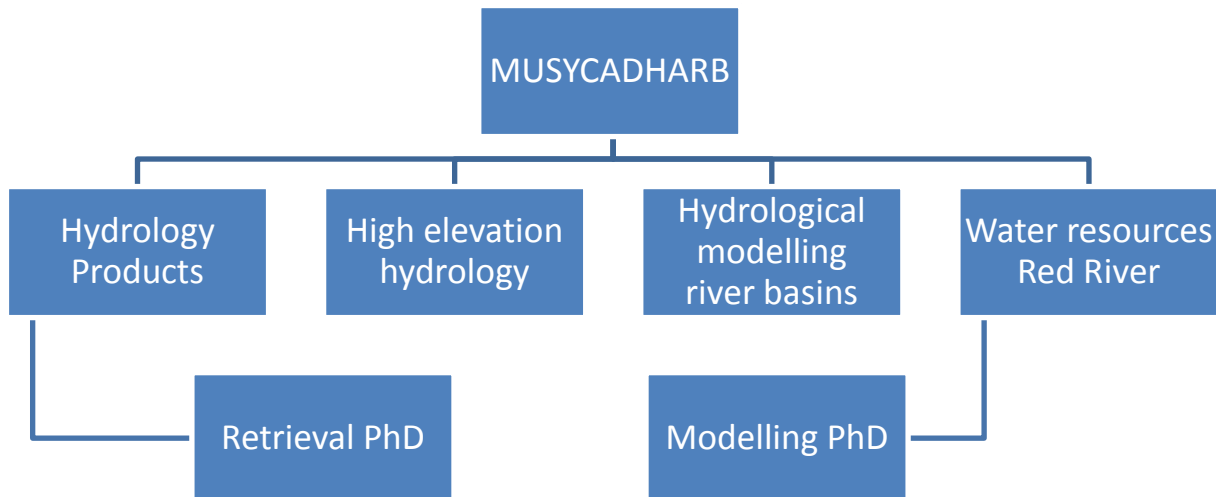 MUSYCADHARB
Hydrology
Products
High elevation
hydrology
Hydrological
modelling
river basins
Water resources
Red River
Retrieval PhD
Modelling PhD